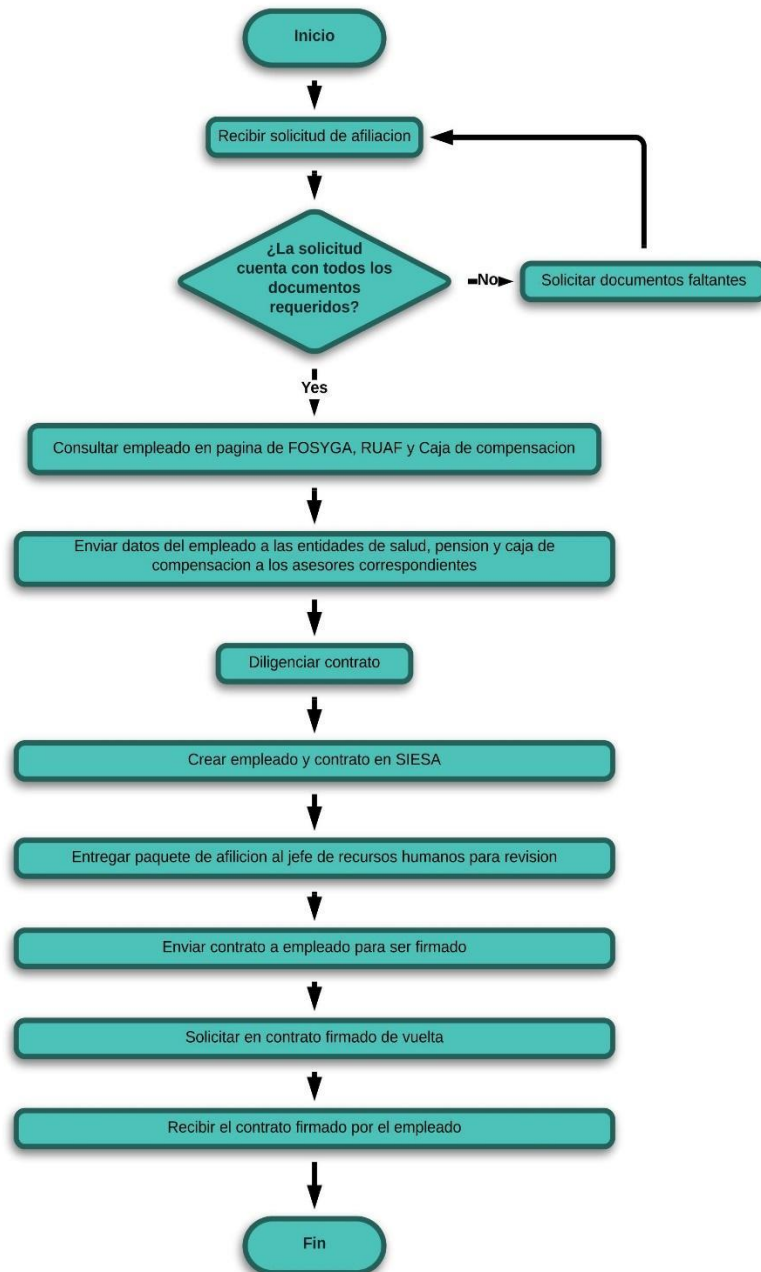 Inicio
Recibir solicitud de afiliacion
¿La solicitud
cuenta con todos los
documentos
requeridos?
No
Solicitar documentos faltantes
Yes
Consultar empleado en pagina de FOSYGA, RUAF y Caja de compensacion
Enviar datos del empleado a las entidades de salud, pension y caja de
compensacion a los asesores correspondientes
Diligenciar contrato
Crear empleado y contrato en SIESA
Entregar paquete de afilicion al jefe de recursos humanos para revision
Enviar contrato a empleado para ser firmado
Solicitar en contrato firmado de vuelta
Recibir el contrato firmado por el empleado
Fin